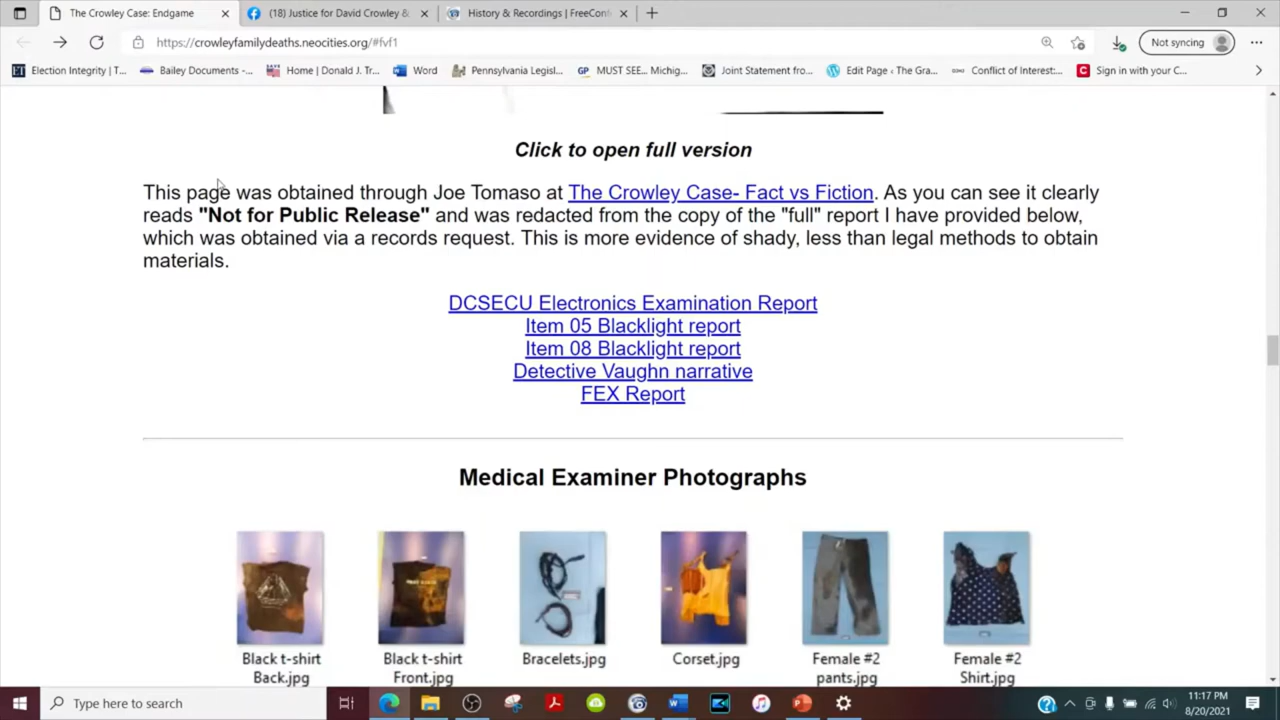 The Crowley Case: Endgame
(18) Justice for David Crowley &
History & Recordings | FreeConf
https://crowleyfamilydeaths.neocities.org/#fvf1
Not syncing
Election Integrity | T...
Bailey Documents -...
Home | Donald J. Tr...
Word
Pennsylvania Legisl...
GP MUST SEE... Michig...
Joint Statement fro...
Edit Page ‹ The Gra...
Conflict of Interest:...
Sign in with your C...
Click to open full version
This page was obtained through Joe Tomaso at The Crowley Case- Fact vs Fiction. As you can see it clearly
reads "Not for Public Release" and was redacted from the copy of the "full" report I have provided below,
which was obtained via a records request. This is more evidence of shady, less than legal methods to obtain
materials.
DCSECU Electronics Examination Report
Item 05 Blacklight report
Item 08 Blacklight report
Detective Vaughn narrative
FEX Report
Medical Examiner Photographs
Black t-shirt
Back.jpg
Black t-shirt
Front.jpg
Bracelets.jpg
Corset.jpg
Female #2
pants.jpg
Female #2
Shirt.jpg
Type here to search
11:17 PM
8/20/2021